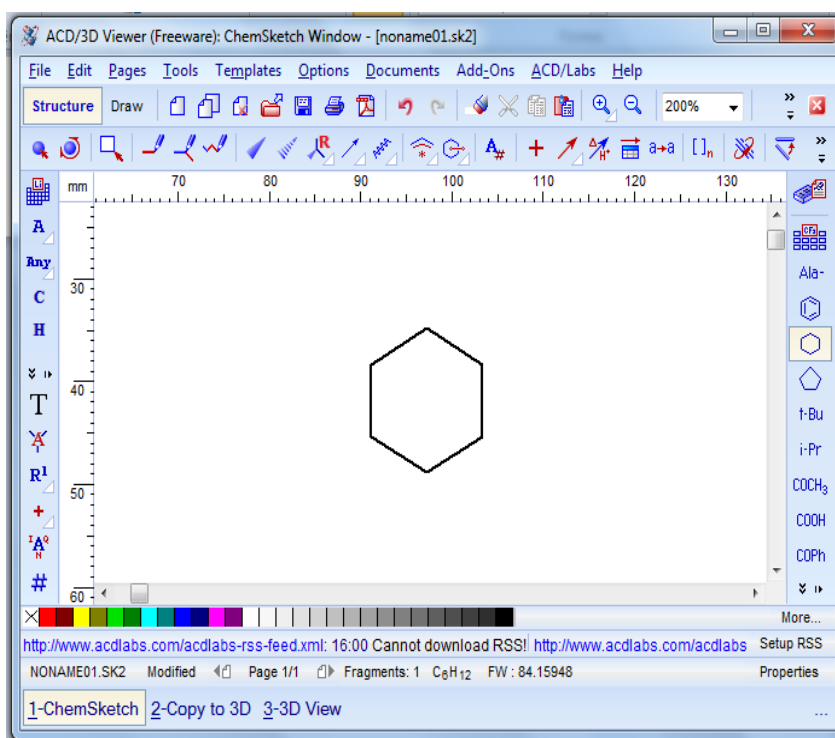 ACD/3D Viewer (Freeware): ChemSketch Window - [noname01.sk2]
File Edit Pages Tools Templates Options Documents Add-Ons ACD/Labs Help
Structure Draw 200%
R A# a→a []n
mm 70 80 90 100 110 120 130
Li
A
Any
C
H
T
A
R1
#
30
40
50
60
CF3
Ala-
t-Bu
i-Pr
COCH3
COOH
COPh
More...
http://www.acdlabs.com/acdlabs-rss-feed.xml: 16:00 Cannot download RSS! http://www.acdlabs.com/acdlabs Setup RSS
NONAME01.SK2 Modified Page 1/1 Fragments: 1 C6H12 FW : 84.15948 Properties
1-ChemSketch 2-Copy to 3D 3-3D View ...